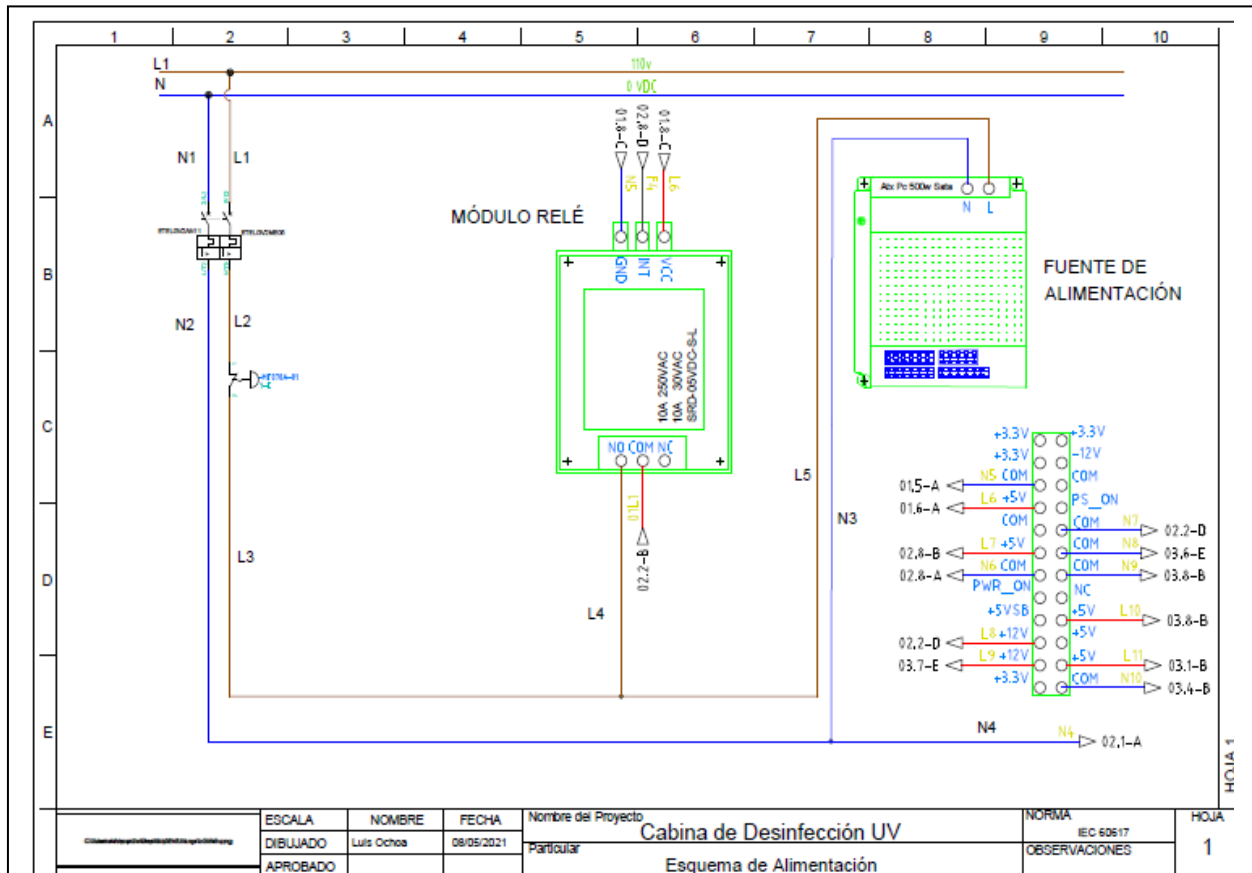 1 2 3 4 5 6 7 8 9 10
L1 110v
N 0 VDC
A
B
C
D
E
N1 L1
N2 L2
L3
MÓDULO RELÉ
01.8-C 02.8-D 01.8-C
N5 F4 L6
GND INT VCC
10A 250VAC
10A 30VAC
SRD-05VDC-S-L
NO COM NC
01L1
02.2-B
L4
L5
N3
Atx Pc 500w Sata
N L
FUENTE DE
ALIMENTACIÓN
+3.3V +3.3V
+3.3V -12V
01.5-A N5 COM COM
01.6-A L6 +5V PS_ON
COM COM N7 02.2-D
02.8-B L7 +5V COM N8 03.6-E
02.8-A N6 COM COM N9 03.8-B
PWR_ON NC
+5VSB +5V L10 03.8-B
02.2-D L8 +12V +5V
03.7-E L9 +12V +5V L11 03.1-B
+3.3V COM N10 03.4-B
N4 N4 02.1-A
HOJA 1
ESCALA NOMBRE FECHA
DIBUJADO Luis Ochoa 08/05/2021
APROBADO
Nombre del Proyecto
Cabina de Desinfección UV
Particular
Esquema de Alimentación
NORMA
IEC 60617
OBSERVACIONES
HOJA
1